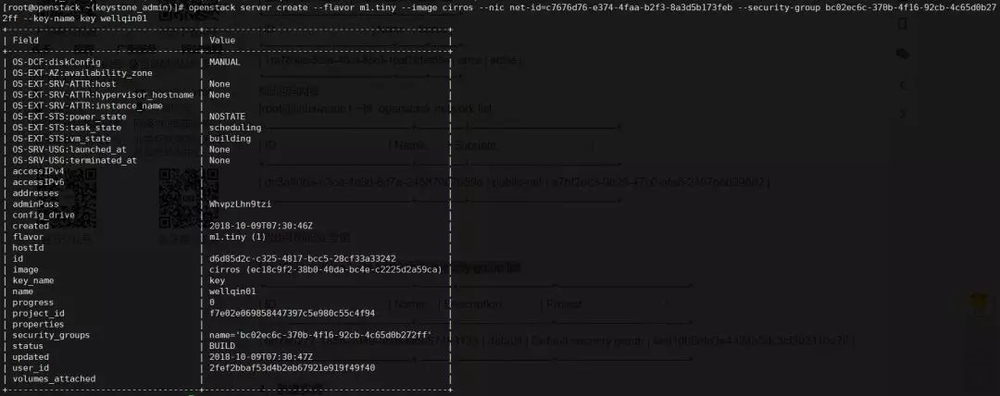 [root@openstack ~(keystone_admin)]# openstack server create --flavor ml.tiny --image cirros --nic net-id=c7676d76-e374-4faa-b2f3-8a3d5b173feb --security-group bc02ec6c-370b-4f16-92cb-4c65d0b2
72ff --key-name key wellqin01
| Field | Value |
| OS-DCF:diskConfig | MANUAL |
| OS-EXT-AZ:availability_zone | |
| OS-EXT-SRV-ATTR:host | None |
| OS-EXT-SRV-ATTR:hypervisor_hostname | None |
| OS-EXT-SRV-ATTR:instance_name | |
| OS-EXT-STS:power_state | NOSTATE |
| OS-EXT-STS:task_state | scheduling |
| OS-EXT-STS:vm_state | building |
| OS-SRV-USG:launched_at | None |
| OS-SRV-USG:terminated_at | None |
| accessIPv4 | |
| accessIPv6 | |
| addresses | |
| adminPass | WhvpzLhn9tzi |
| config_drive | |
| created | 2018-10-09T07:30:46Z |
| flavor | ml.tiny (1) |
| hostId | |
| id | d6d85d2c-c325-4817-bcc5-28cf33a33242 |
| image | cirros (ec18c9f2-38b0-40da-bc4e-c2225d2a59ca) |
| key_name | key |
| name | wellqin01 |
| progress | 0 |
| project_id | f7e02e069858447397c5e980c55c4f94 |
| properties | |
| security_groups | name='bc02ec6c-370b-4f16-92cb-4c65d0b272ff' |
| status | BUILD |
| updated | 2018-10-09T07:30:47Z |
| user_id | 2fef2bbaf53d4b2eb67921e919f49f40 |
| volumes_attached | |